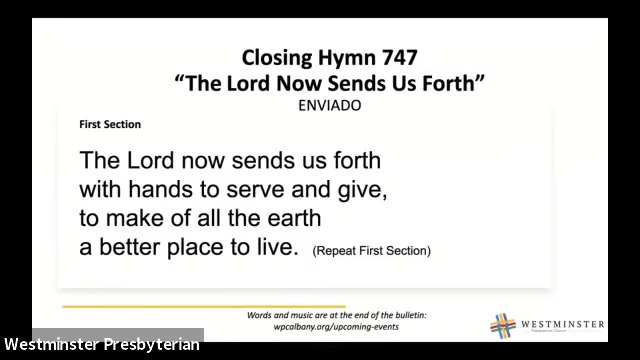 Closing Hymn 747
“The Lord Now Sends Us Forth”
ENVIADO
First Section
The Lord now sends us forth
with hands to serve and give,
to make of all the earth
a better place to live. (Repeat First Section)
Words and music are at the end of the bulletin:
wpcalbany.org/upcoming-events
WESTMINSTER
Presbyterian Church
Westminster Presbyterian